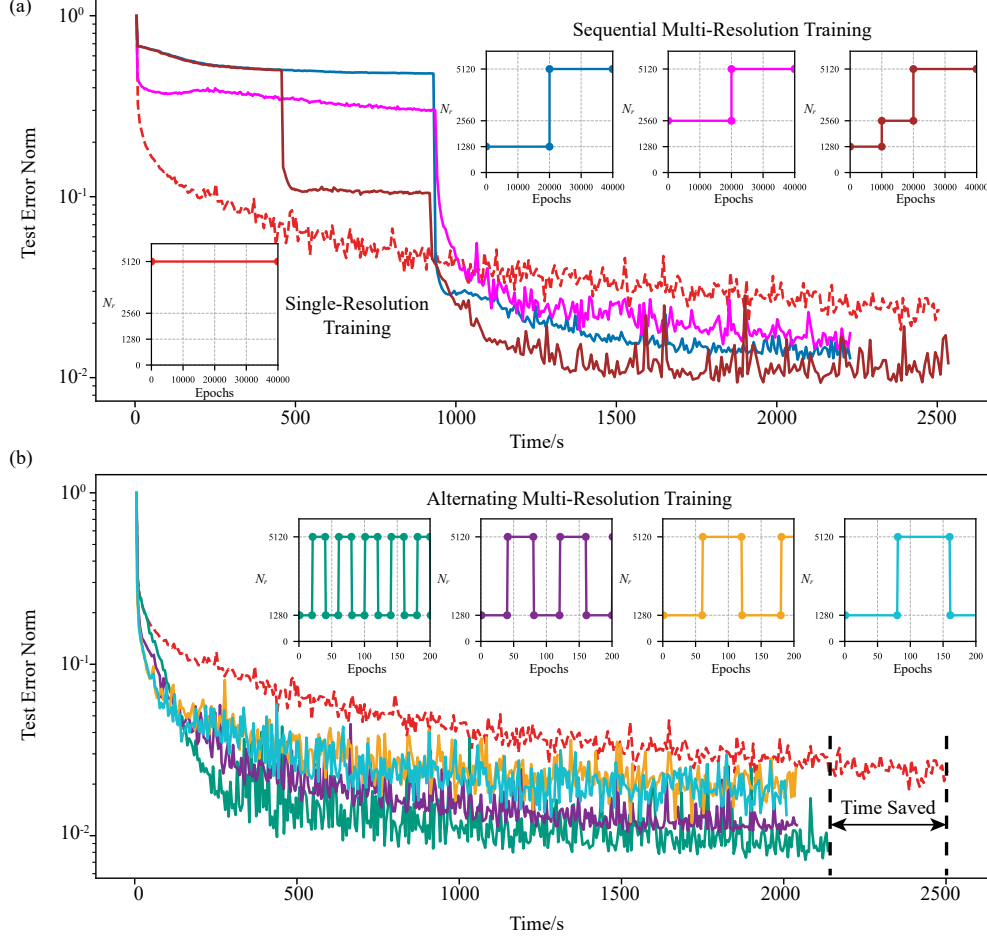 (a)
10⁰
10⁻¹
10⁻²
Test Error Norm
Sequential Multi-Resolution Training
5120
2560
1280
0
N_r
0 10000 20000 30000 40000
Epochs
5120
2560
1280
0
N_r
0 10000 20000 30000 40000
Epochs
5120
2560
1280
0
N_r
0 10000 20000 30000 40000
Epochs
5120
2560
1280
0
N_r
0 10000 20000 30000 40000
Epochs
Single-Resolution
Training
0 500 1000 1500 2000 2500
Time/s
(b)
10⁰
10⁻¹
10⁻²
Test Error Norm
Alternating Multi-Resolution Training
5120
1280
0
N_r
0 50 100 150 200
Epochs
5120
1280
0
N_r
0 50 100 150 200
Epochs
5120
1280
0
N_r
0 50 100 150 200
Epochs
5120
1280
0
N_r
0 50 100 150 200
Epochs
Time Saved
0 500 1000 1500 2000 2500
Time/s